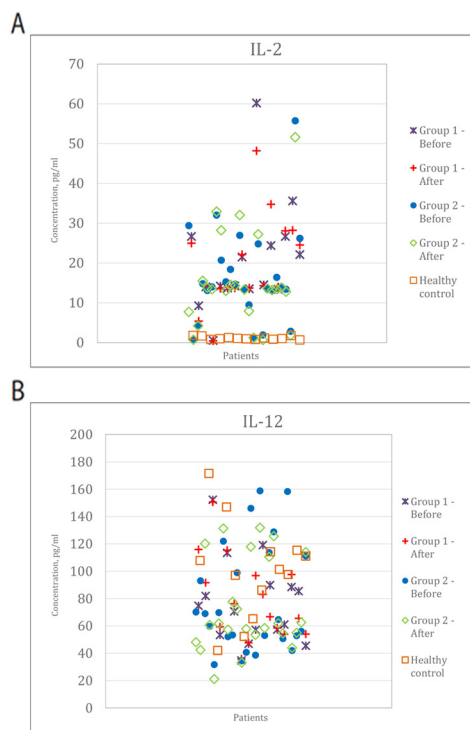 A
IL-2
70
60
50
40
30
20
10
0
Concentration, pg/ml
Patients
Group 1 -
Before
Group 1 -
After
Group 2 -
Before
Group 2 -
After
Healthy
control
B
IL-12
200
180
160
140
120
100
80
60
40
20
0
Concentration, pg/ml
Patients
Group 1 -
Before
Group 1 -
After
Group 2 -
Before
Group 2 -
After
Healthy
control